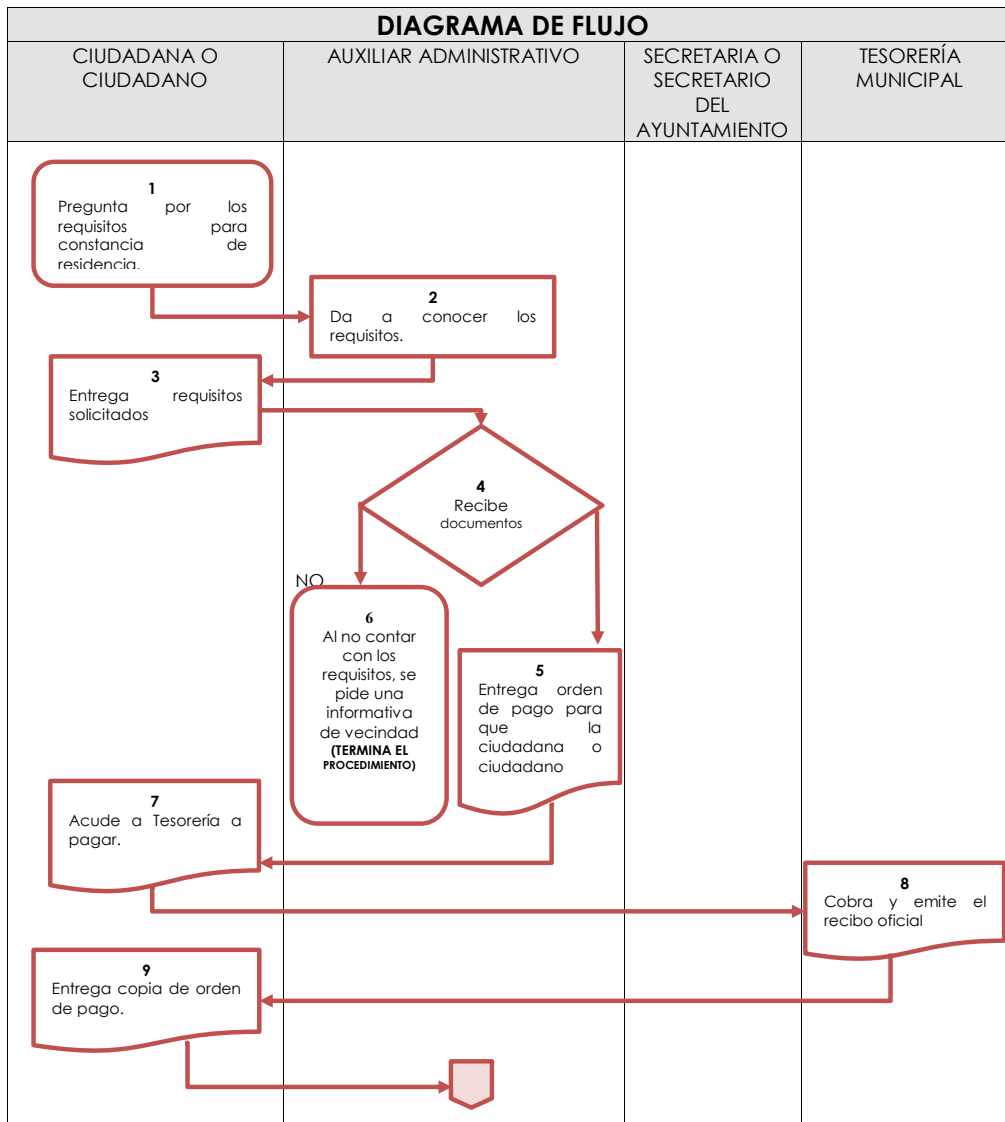 DIAGRAMA DE FLUJO
CIUDADANA O
CIUDADANO
AUXILIAR ADMINISTRATIVO
SECRETARIA O
SECRETARIO
DEL
AYUNTAMIENTO
TESORERÍA
MUNICIPAL
1
Pregunta por los
requisitos para
constancia de
residencia.
2
Da a conocer los
requisitos.
3
Entrega requisitos
solicitados
4
Recibe
documentos
NO
6
Al no contar
con los
requisitos, se
pide una
informativa
de vecindad
(TERMINA EL
PROCEDIMIENTO)
5
Entrega orden
de pago para
que la
ciudadana o
ciudadano
7
Acude a Tesorería a
pagar.
8
Cobra y emite el
recibo oficial
9
Entrega copia de orden
de pago.